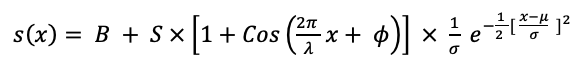 s(x) = B + S × [1 + Cos (2π/λ x + ϕ)] × 1/σ e^{-1/2 [(x−μ)/σ]^2}